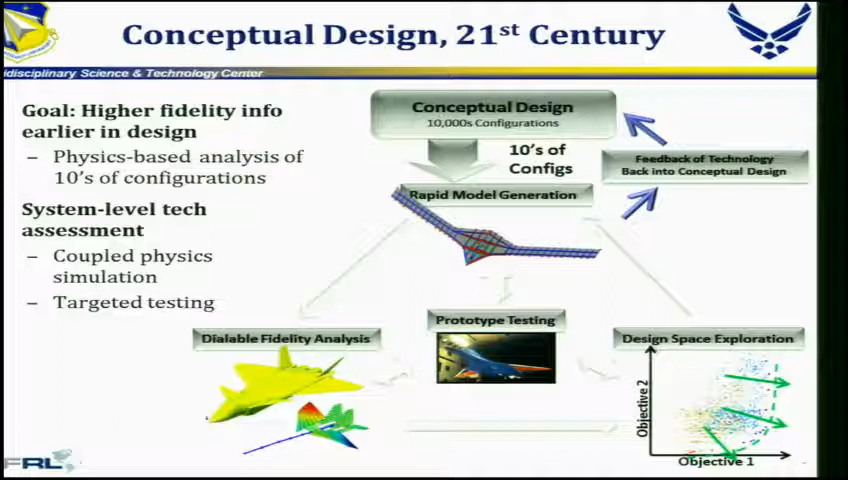 Conceptual Design, 21st Century
idisciplinary Science & Technology Center
Goal: Higher fidelity info
earlier in design
– Physics-based analysis of
10's of configurations
System-level tech
assessment
– Coupled physics
simulation
– Targeted testing
Conceptual Design
10,000s Configurations
10's of
Configs
Feedback of Technology
Back into Conceptual Design
Rapid Model Generation
Dialable Fidelity Analysis
Prototype Testing
Design Space Exploration
Objective 2
Objective 1
FRL